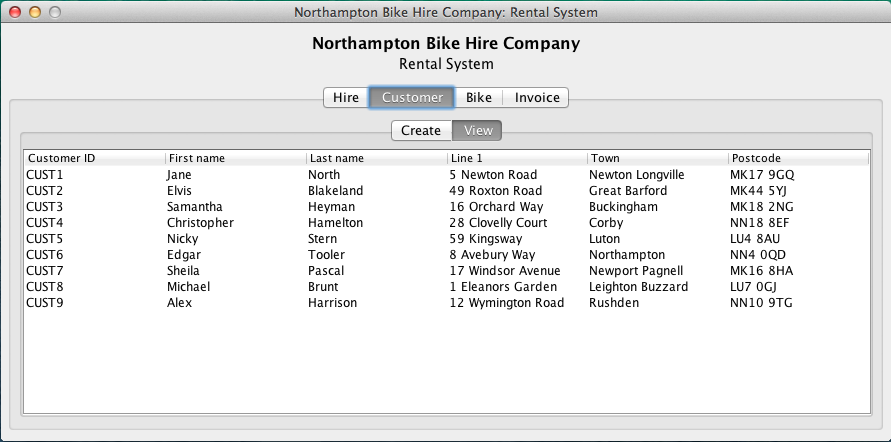 Northampton Bike Hire Company: Rental System
Northampton Bike Hire Company
Rental System
Hire Customer Bike Invoice
Create View
Customer ID First name Last name Line 1 Town Postcode
CUST1 Jane North 5 Newton Road Newton Longville MK17 9GQ
CUST2 Elvis Blakeland 49 Roxton Road Great Barford MK44 5YJ
CUST3 Samantha Heyman 16 Orchard Way Buckingham MK18 2NG
CUST4 Christopher Hamelton 28 Clovelly Court Corby NN18 8EF
CUST5 Nicky Stern 59 Kingsway Luton LU4 8AU
CUST6 Edgar Tooler 8 Avebury Way Northampton NN4 0QD
CUST7 Sheila Pascal 17 Windsor Avenue Newport Pagnell MK16 8HA
CUST8 Michael Brunt 1 Eleanors Garden Leighton Buzzard LU7 0GJ
CUST9 Alex Harrison 12 Wymington Road Rushden NN10 9TG